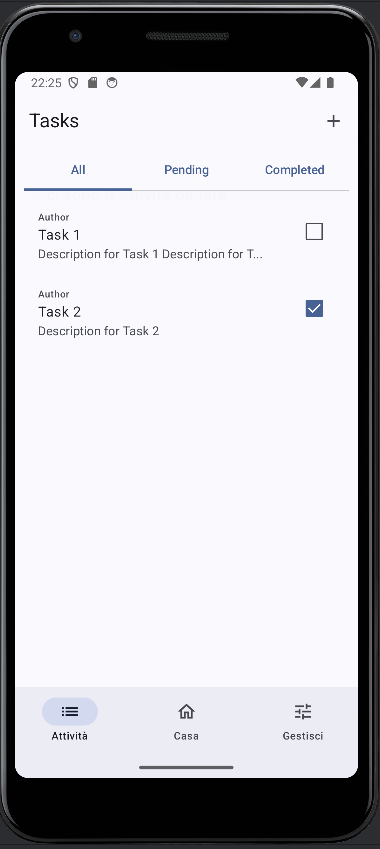 22:25
Tasks
All Pending Completed
Author
Task 1
Description for Task 1 Description for T...
Author
Task 2
Description for Task 2
Attività Casa Gestisci